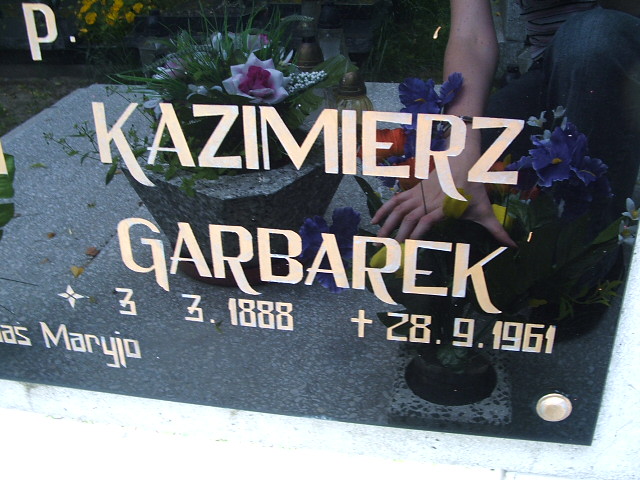 P.
KAZIMIERZ
GARBAREK
3 3.1888 +28.9.1961
nas Maryjo